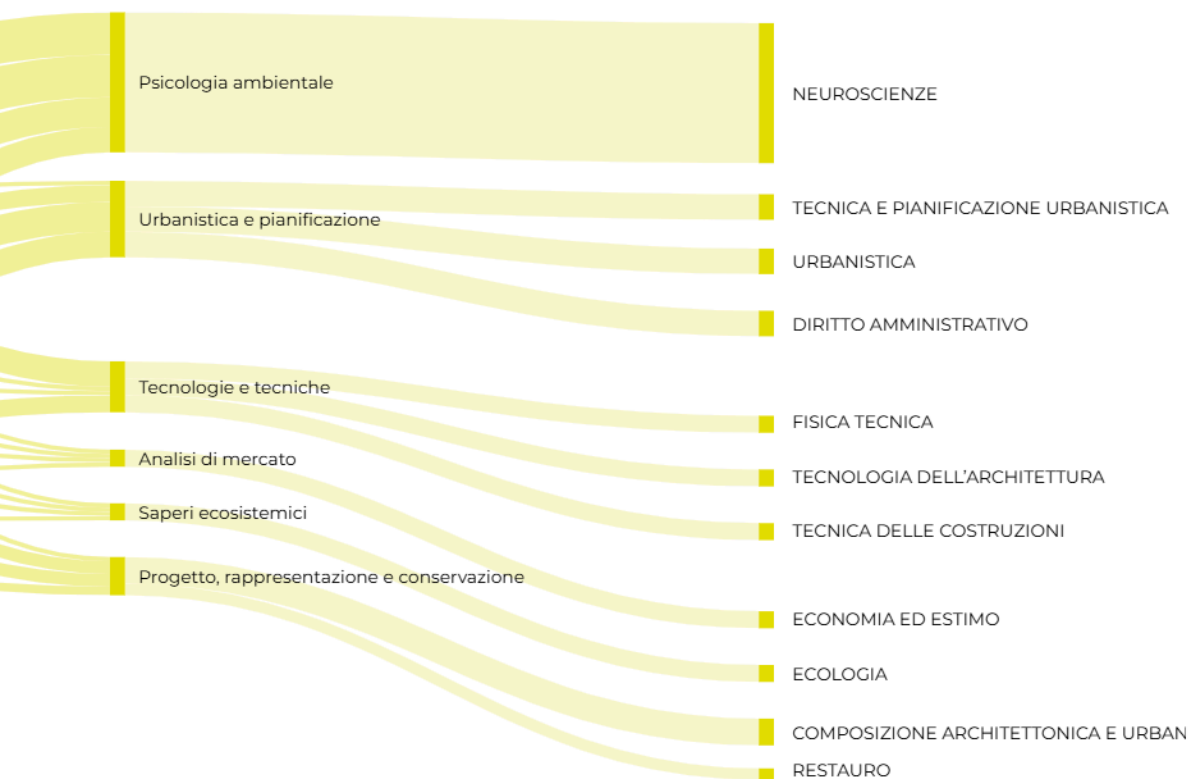 Psicologia ambientale
NEUROSCIENZE
Urbanistica e pianificazione
TECNICA E PIANIFICAZIONE URBANISTICA
URBANISTICA
DIRITTO AMMINISTRATIVO
Tecnologie e tecniche
FISICA TECNICA
TECNOLOGIA DELL’ARCHITETTURA
TECNICA DELLE COSTRUZIONI
Analisi di mercato
Saperi ecosistemici
Progetto, rappresentazione e conservazione
ECONOMIA ED ESTIMO
ECOLOGIA
COMPOSIZIONE ARCHITETTONICA E URBAN
RESTAURO